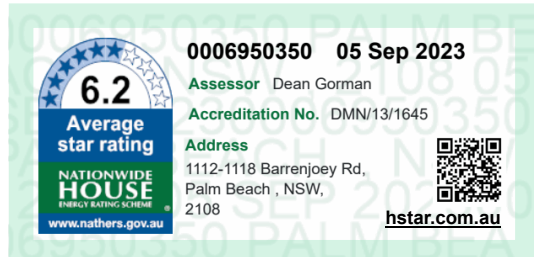 0006950350 05 Sep 2023
6.2
Average
star rating
NATIONWIDE
HOUSE
ENERGY RATING SCHEME ®
www.nathers.gov.au
Assessor Dean Gorman
Accreditation No. DMN/13/1645
Address
1112-1118 Barrenjoey Rd,
Palm Beach , NSW,
2108
hstar.com.au